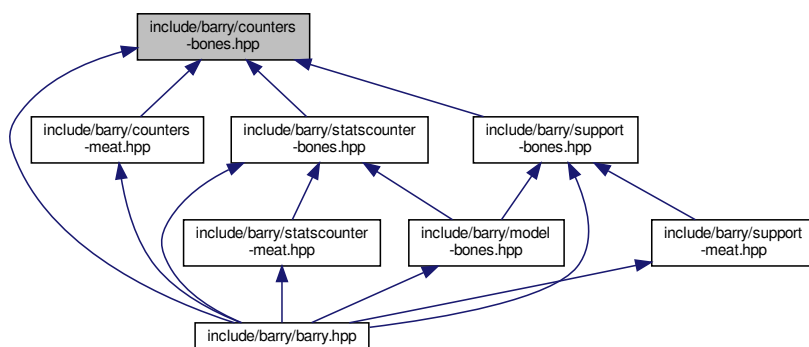 include/barry/counters
-bones.hpp
include/barry/counters
-meat.hpp
include/barry/statscounter
-bones.hpp
include/barry/support
-bones.hpp
include/barry/statscounter
-meat.hpp
include/barry/model
-bones.hpp
include/barry/support
-meat.hpp
include/barry/barry.hpp